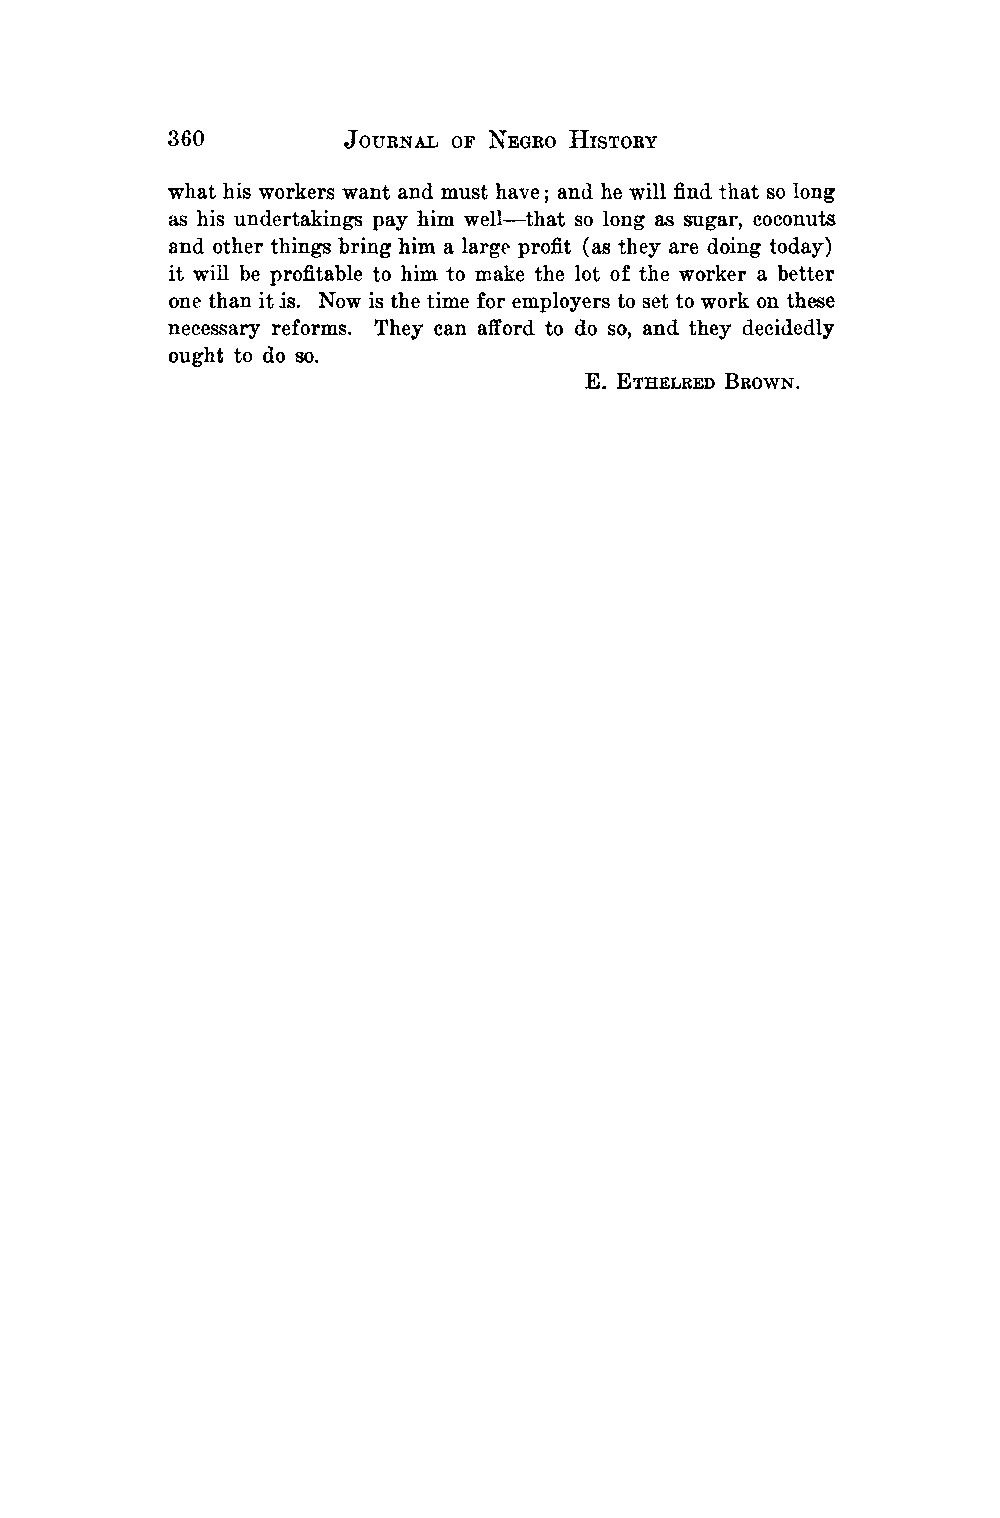 360 JOURNAL OF NEGRO HISTORY
what his workers want and must have; and he will find that so long
as his undertakings pay him well—that so long as sugar, coconuts
and other things bring him a large profit (as they are doing today)
it will be profitable to him to make the lot of the worker a better
one than it is. Now is the time for employers to set to work on these
necessary reforms. They can afford to do so, and they decidedly
ought to do so.
E. ETHELRED BROWN.